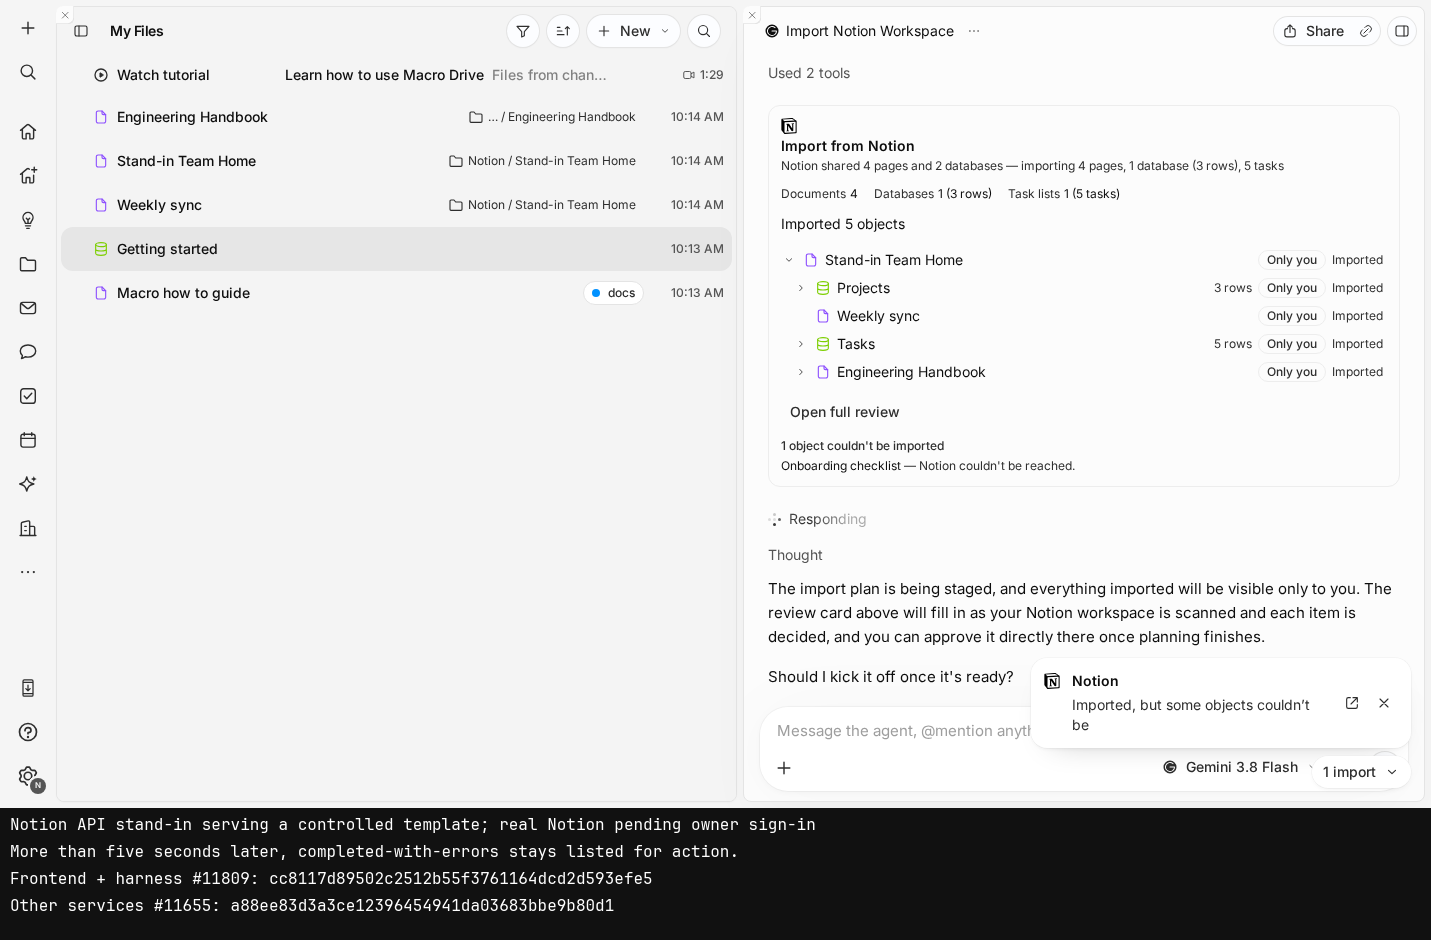 My Files
New
Watch tutorial Learn how to use Macro Drive Files from chan... 1:29
Engineering Handbook ... / Engineering Handbook 10:14 AM
Stand-in Team Home Notion / Stand-in Team Home 10:14 AM
Weekly sync Notion / Stand-in Team Home 10:14 AM
Getting started 10:13 AM
Macro how to guide docs 10:13 AM
N
Import Notion Workspace
Share
Used 2 tools
Import from Notion
Notion shared 4 pages and 2 databases — importing 4 pages, 1 database (3 rows), 5 tasks
Documents 4 Databases 1 (3 rows) Task lists 1 (5 tasks)
Imported 5 objects
Stand-in Team Home Only you Imported
Projects 3 rows Only you Imported
Weekly sync Only you Imported
Tasks 5 rows Only you Imported
Engineering Handbook Only you Imported
Open full review
1 object couldn't be imported
Onboarding checklist — Notion couldn't be reached.
Responding
Thought
The import plan is being staged, and everything imported will be visible only to you. The
review card above will fill in as your Notion workspace is scanned and each item is
decided, and you can approve it directly there once planning finishes.
Should I kick it off once it's ready?
Notion
Imported, but some objects couldn’t
be
Message the agent, @mention anyth
Gemini 3.8 Flash
1 import
Notion API stand-in serving a controlled template; real Notion pending owner sign-in
More than five seconds later, completed-with-errors stays listed for action.
Frontend + harness #11809: cc8117d89502c2512b55f3761164dcd2d593efe5
Other services #11655: a88ee83d3a3ce12396454941da03683bbe9b80d1